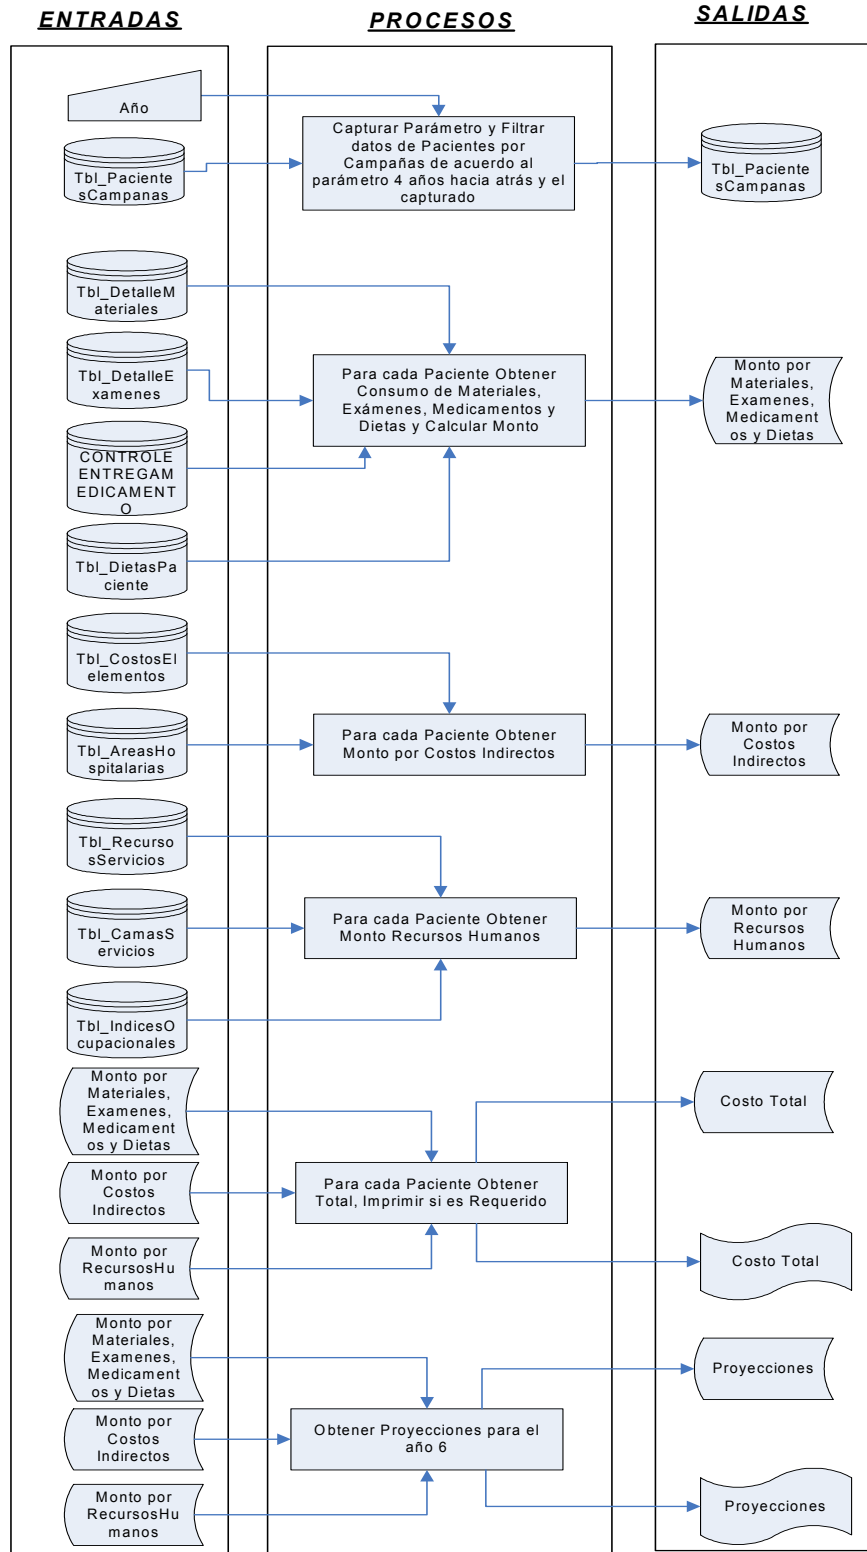 ENTRADAS
PROCESOS
SALIDAS
Año
Tbl_Paciente
sCampanas
Capturar Parámetro y Filtrar
datos de Pacientes por
Campañas de acuerdo al
parámetro 4 años hacia atrás y el
capturado
Tbl_Paciente
sCampanas
Tbl_DetalleM
ateriales
Tbl_DetalleE
xamenes
CONTROLE
ENTREGAM
EDICAMENT
O
Tbl_DietasPa
ciente
Para cada Paciente Obtener
Consumo de Materiales,
Exámenes, Medicamentos y
Dietas y Calcular Monto
Monto por
Materiales,
Examenes,
Medicament
os y Dietas
Tbl_CostosEl
elementos
Tbl_AreasHo
spitalarias
Para cada Paciente Obtener
Monto por Costos Indirectos
Monto por
Costos
Indirectos
Tbl_Recurso
sServicios
Tbl_CamasS
ervicios
Tbl_IndicesO
cupacionales
Para cada Paciente Obtener
Monto Recursos Humanos
Monto por
Recursos
Humanos
Monto por
Materiales,
Examenes,
Medicament
os y Dietas
Monto por
Costos
Indirectos
Monto por
RecursosHu
manos
Para cada Paciente Obtener
Total, Imprimir si es Requerido
Costo Total
Costo Total
Monto por
Materiales,
Examenes,
Medicament
os y Dietas
Monto por
Costos
Indirectos
Monto por
RecursosHu
manos
Obtener Proyecciones para el
año 6
Proyecciones
Proyecciones